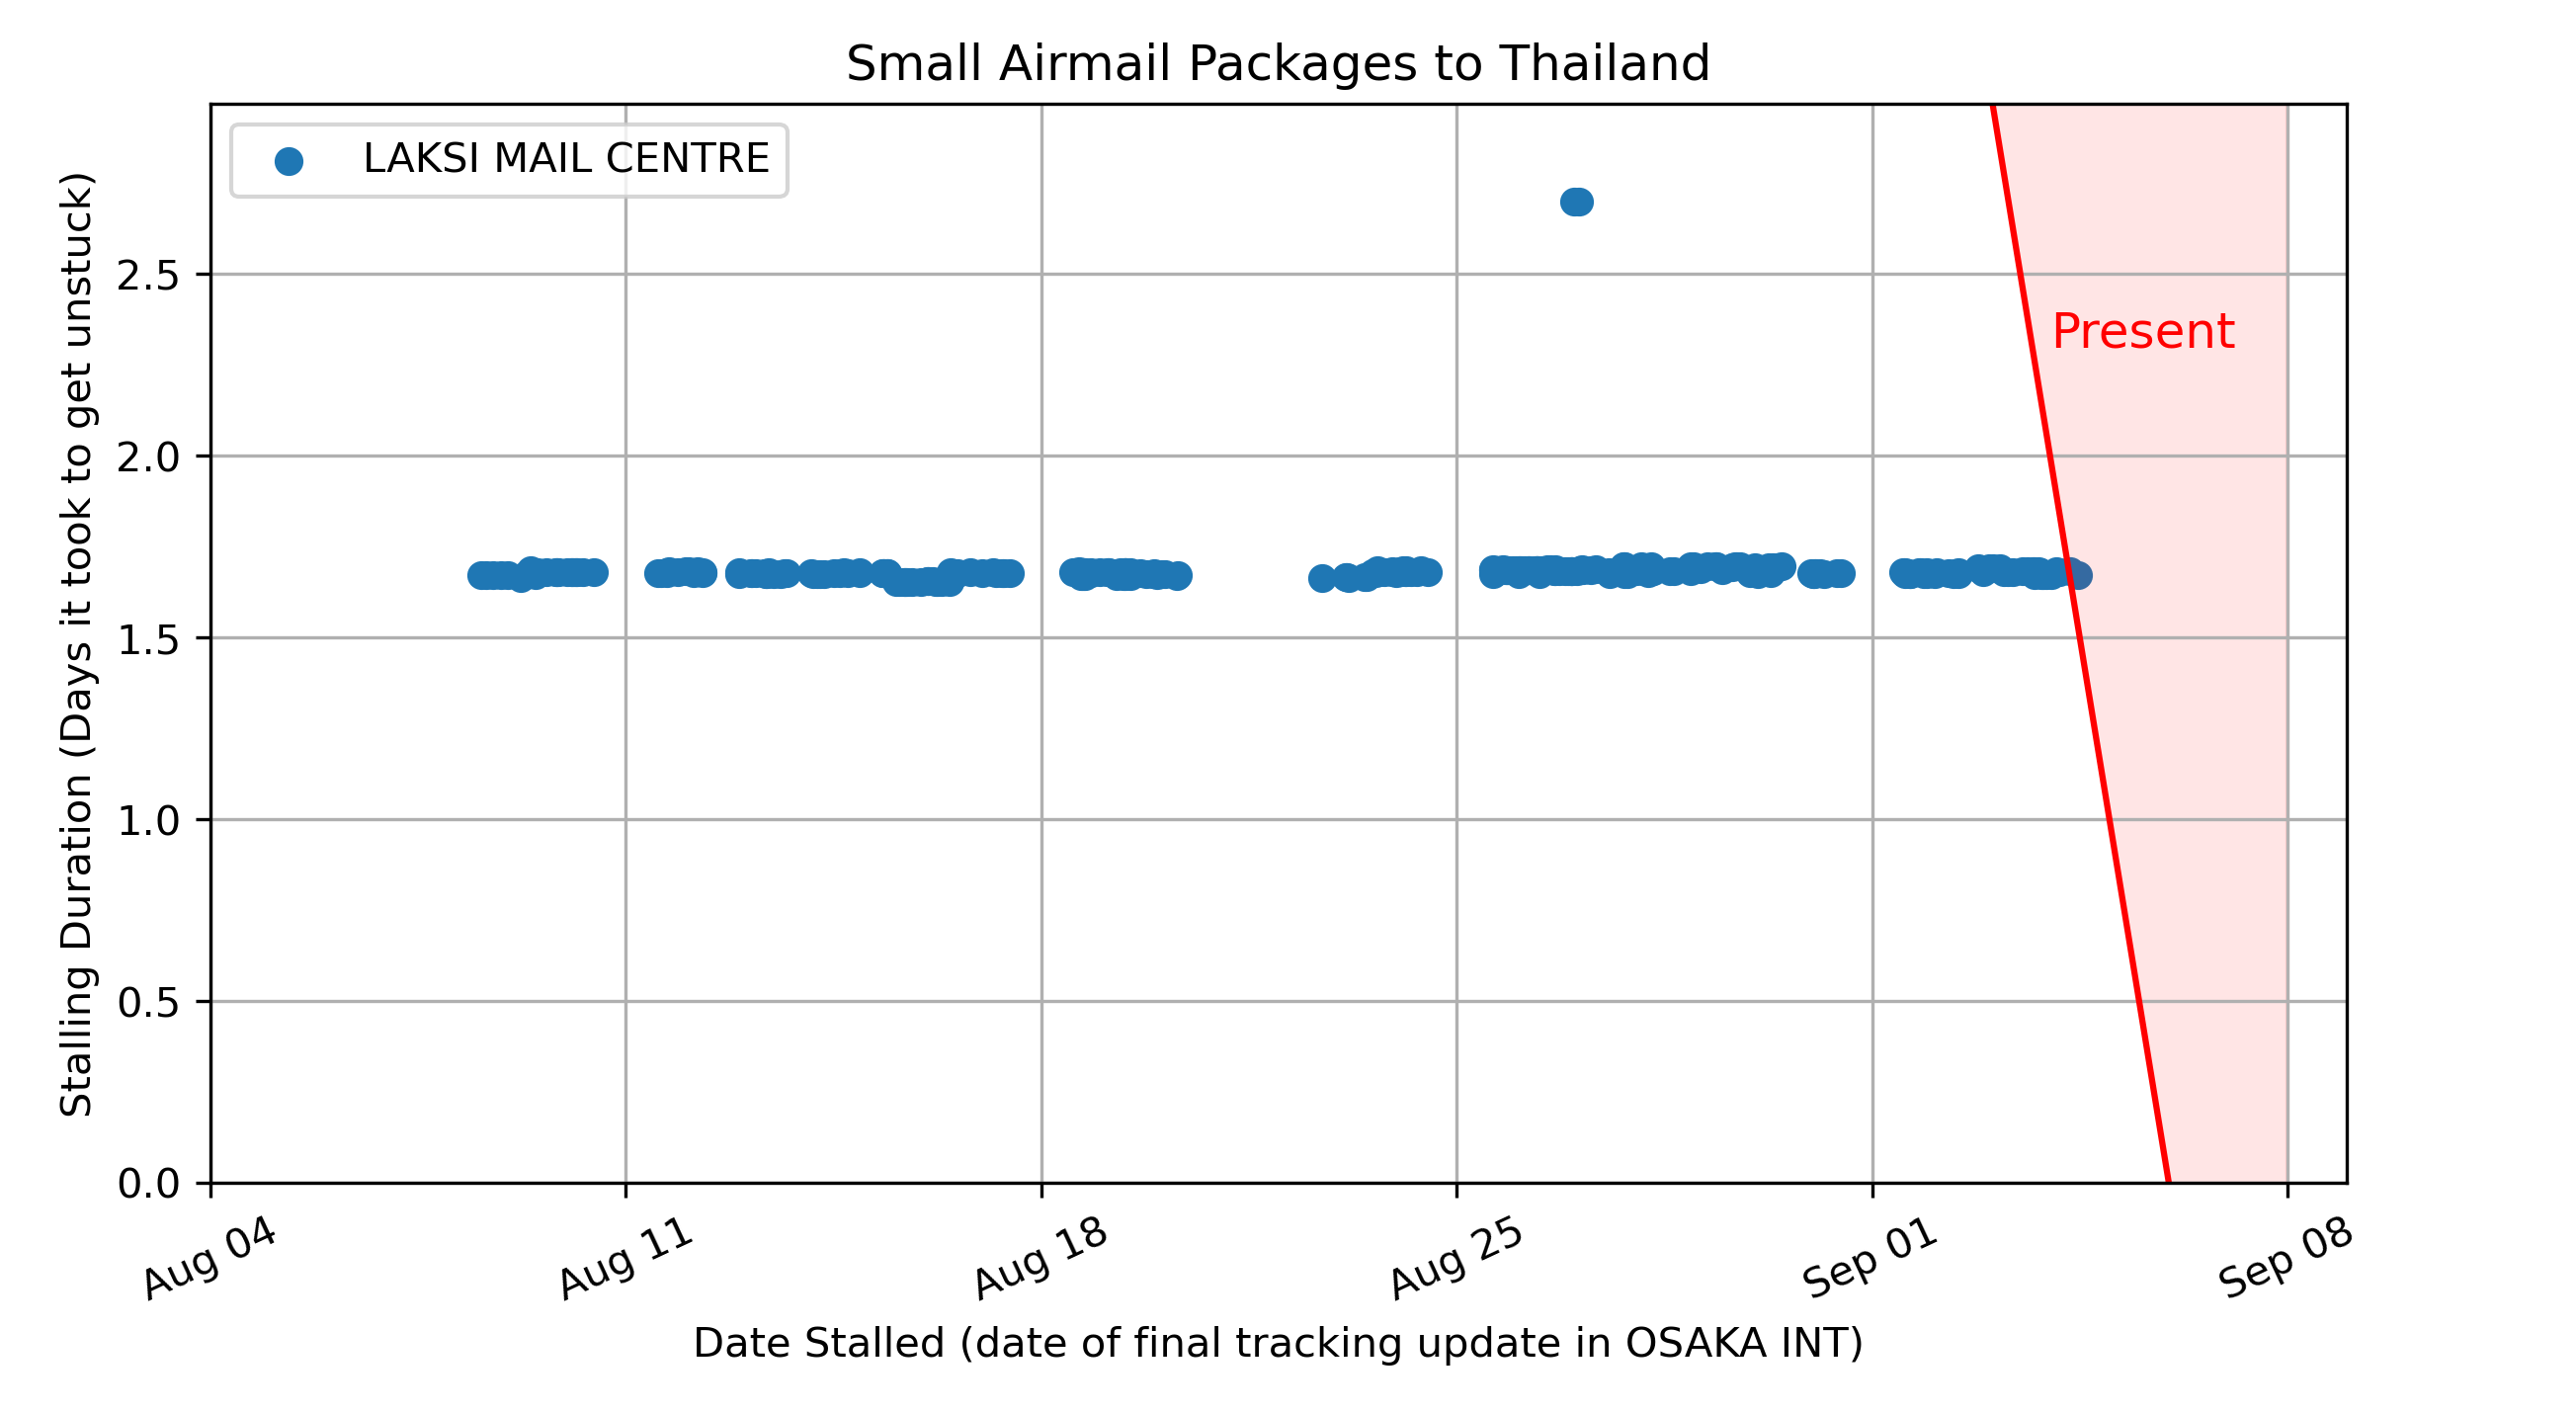 Small Airmail Packages to Thailand
LAKSI MAIL CENTRE
Present
Stalling Duration (Days it took to get unstuck)
2.5
2.0
1.5
1.0
0.5
0.0
Aug 04
Aug 11
Aug 18
Aug 25
Sep 01
Sep 08
Date Stalled (date of final tracking update in OSAKA INT)